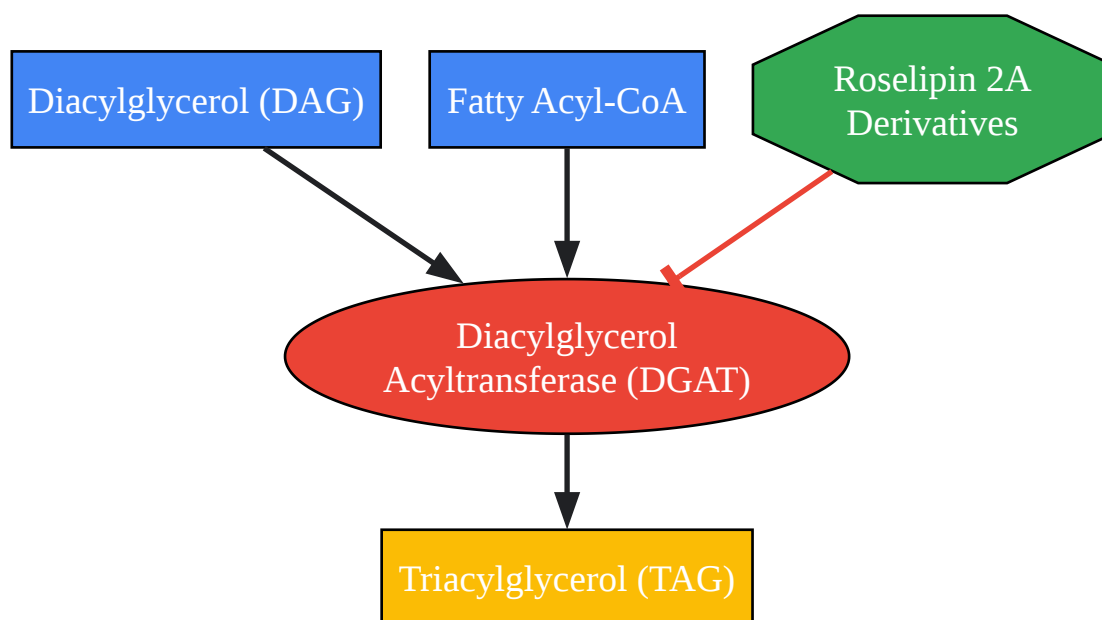 Diacylglycerol (DAG)
Fatty Acyl-CoA
Roselipin 2A
Derivatives
Diacylglycerol
Acyltransferase (DGAT)
Triacylglycerol (TAG)